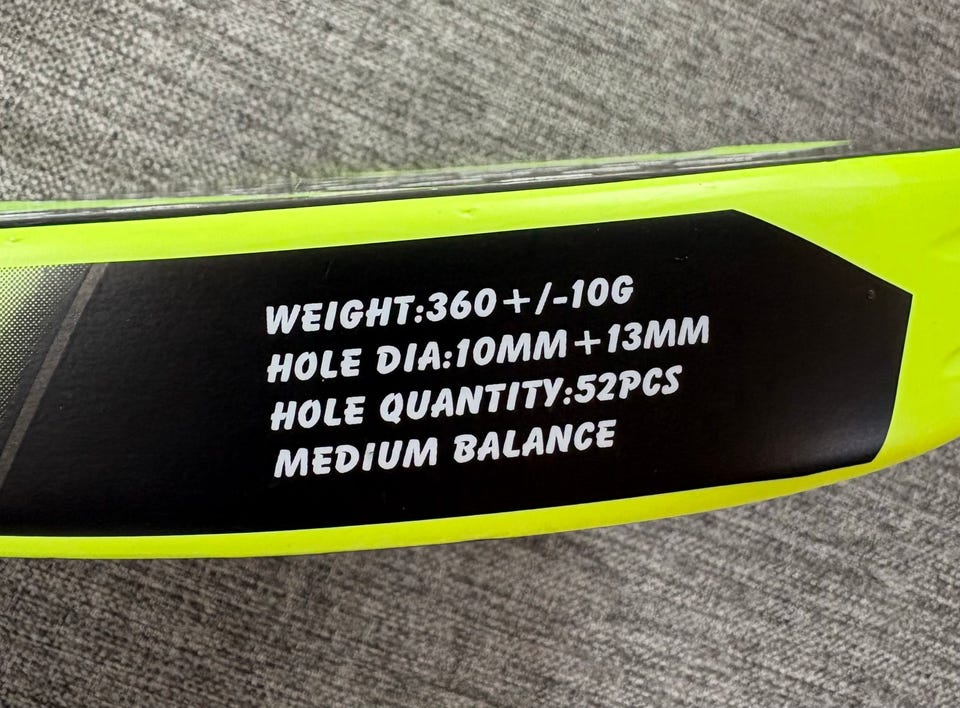 WEIGHT:360+/-10G
HOLE DIA:10MM+13MM
HOLE QUANTITY:52PCS
MEDIUM BALANCE